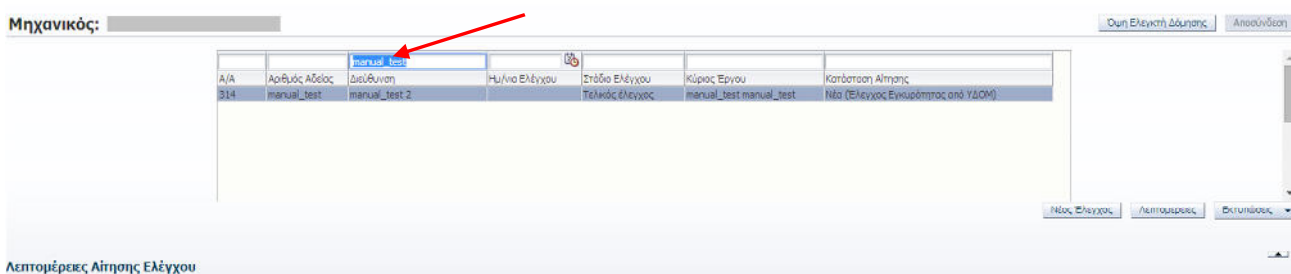 Μηχανικός:
Όψη Ελεγκτή Δόμησης Αποσύνδεση
manual_test
Α/Α Αριθμός Αδείας Διεύθυνση Ημ/νια Ελέγχου Στάδιο Ελέγχου Κύριος Έργου Κατάσταση Αίτησης
314 manual_test manual_test 2 Τελικός έλεγχος manual_test manual_test Νέα (Έλεγχος Εγκυρότητας από ΥΔΟΜ)
Νέος Έλεγχος Λεπτομέρειες Εκτυπώσεις
Λεπτομέρειες Αίτησης Ελέγχου